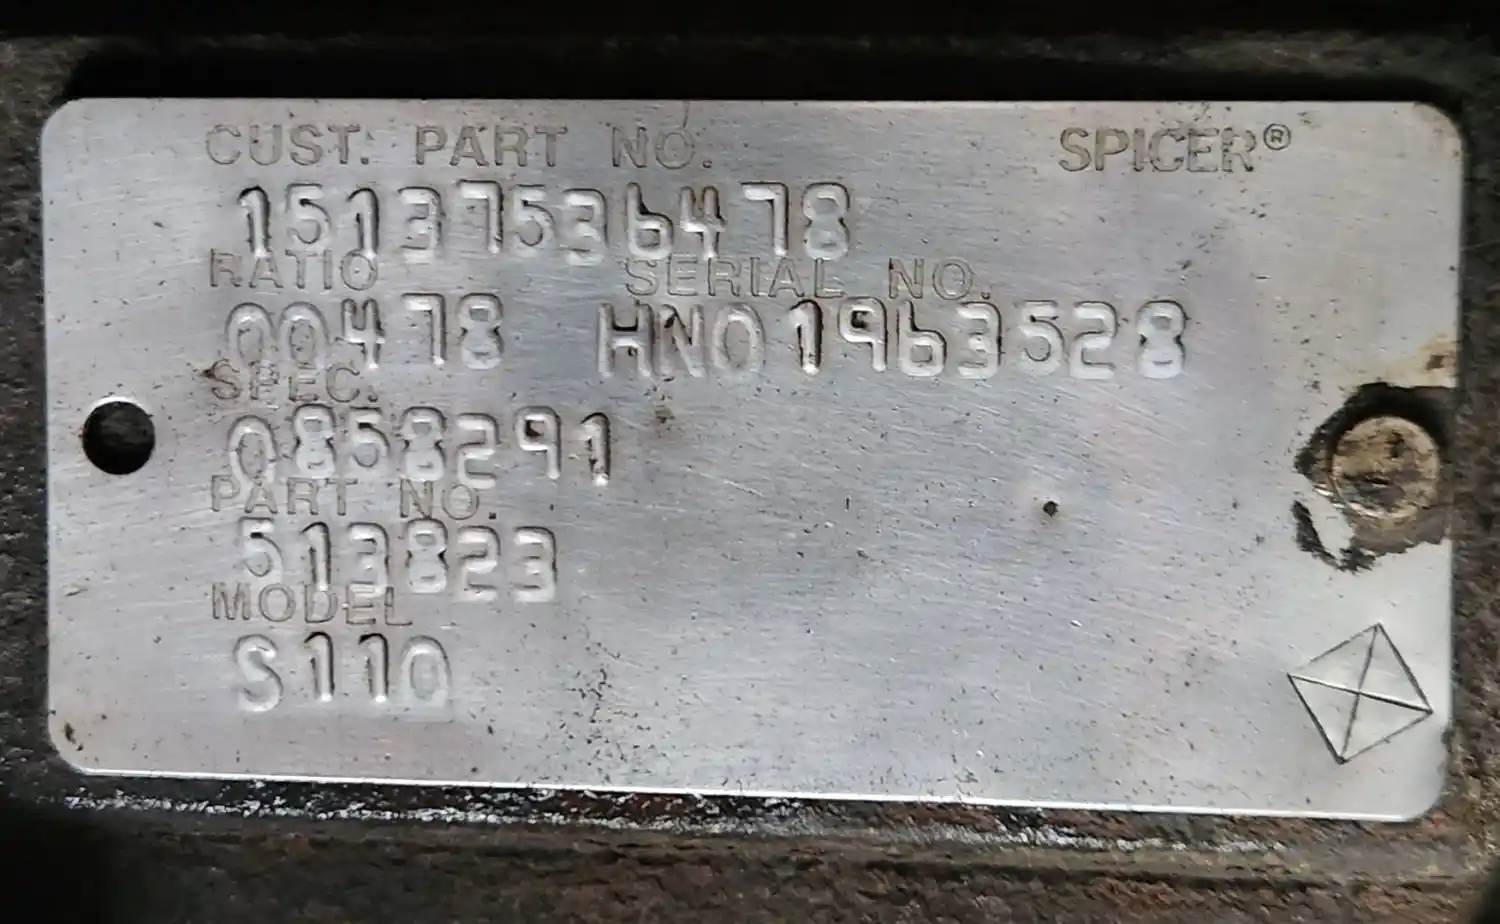 CUST. PART NO. SPICER®
15137536478
RATIO SERIAL NO.
00478 HN01963528
SPEC.
0858291
PART NO.
513823
MODEL
S110